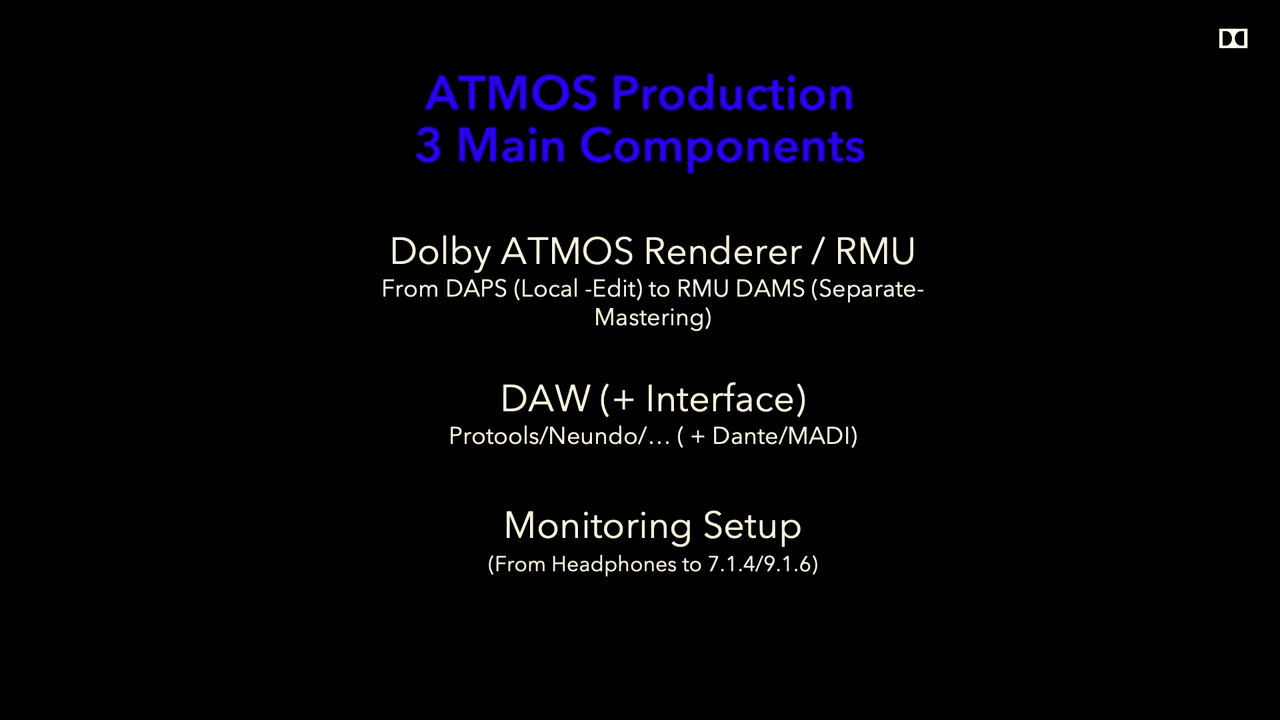 ATMOS Production
3 Main Components
Dolby ATMOS Renderer / RMU
From DAPS (Local -Edit) to RMU DAMS (Separate-
Mastering)
DAW (+ Interface)
Protools/Neundo/… ( + Dante/MADI)
Monitoring Setup
(From Headphones to 7.1.4/9.1.6)